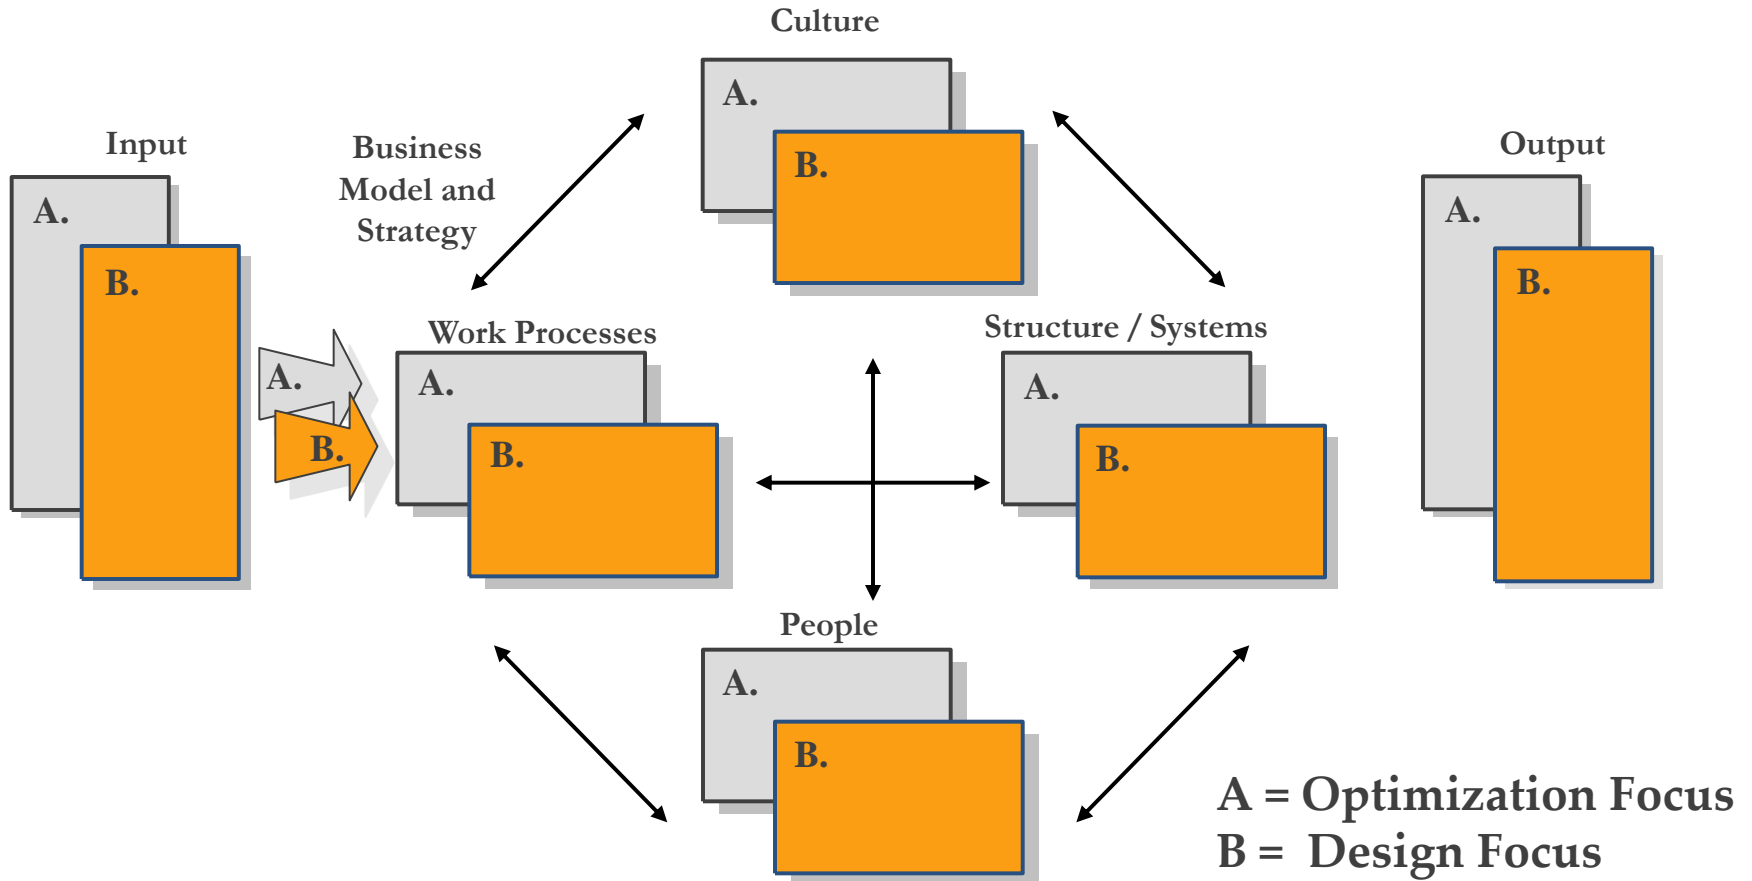 Culture
A.
B.
Input
A.
B.
Business
Model and
Strategy
A.
B.
Work Processes
A.
B.
Structure / Systems
A.
B.
Output
A.
B.
People
A.
B.
A = Optimization Focus
B = Design Focus